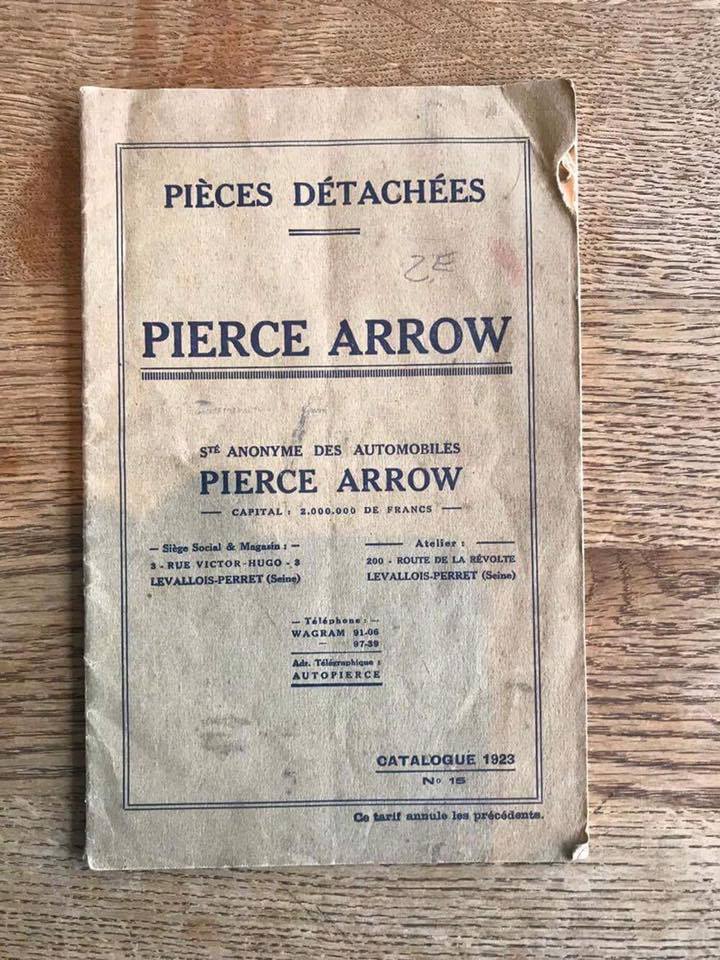 PIÈCES DÉTACHÉES
2E
PIERCE ARROW
STÉ ANONYME DES AUTOMOBILES
PIERCE ARROW
— CAPITAL : 2.000.000 DE FRANCS —
— Siège Social & Magasin : —
3 - RUE VICTOR-HUGO - 3
LEVALLOIS-PERRET (Seine)
— Atelier : —
200 - ROUTE DE LA RÉVOLTE
LEVALLOIS-PERRET (Seine)
— Téléphone : —
WAGRAM 91-06
— 97-39
Adr. Télégraphique :
AUTOPIERCE
CATALOGUE 1923
No 15
Ce tarif annule les précédents.